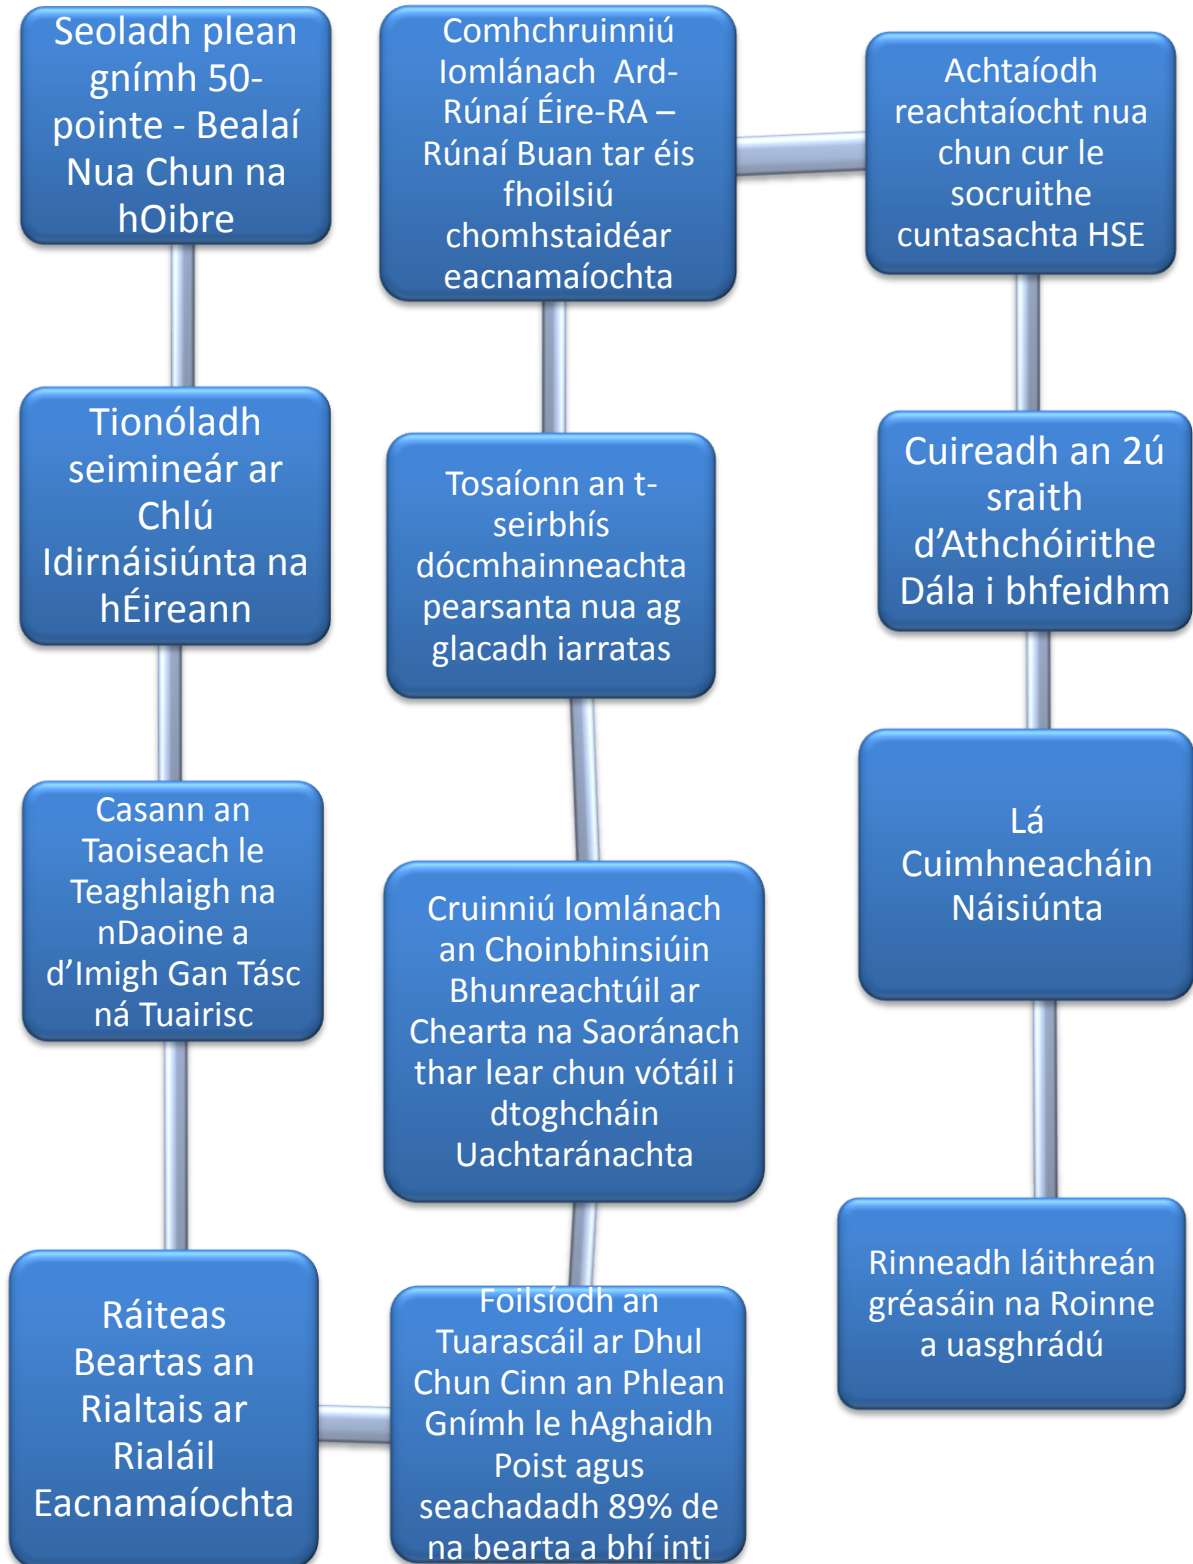 Seoladh plean
gnímh 50-
pointe - Bealaí
Nua Chun na
hOibre
Tionóladh
seimineár ar
Chlú
Idirnáisiúnta na
hÉireann
Casann an
Taoiseach le
Teaghlaigh na
nDaoine a
d’Imigh Gan Tásc
ná Tuairisc
Ráiteas
Beartas an
Rialtais ar
Rialáil
Eacnamaíochta
Foilsíodh an
Tuarascáil ar Dhul
Chun Cinn an Phlean
Gnímh le hAghaidh
Poist agus
seachadadh 89% de
na bearta a bhí inti
Cruinniú Iomlánach
an Choinbhinsiúin
Bhunreachtúil ar
Chearta na Saoránach
thar lear chun vótáil i
dtoghcháin
Uachtaránachta
Tosaíonn an t-
seirbhís
dócmhainneachta
pearsanta nua ag
glacadh iarratas
Comhchruinniú
Iomlánach Ard-
Rúnaí Éire-RA –
Rúnaí Buan tar éis
fhoilsiú
chomhstaidéar
eacnamaíochta
Achtaíodh
reachtaíocht nua
chun cur le
socruithe
cuntasachta HSE
Cuireadh an 2ú
sraith
d’Athchóirithe
Dála i bhfeidhm
Lá
Cuimhneacháin
Náisiúnta
Rinneadh láithreán
gréasáin na Roinne
a uasghrádú